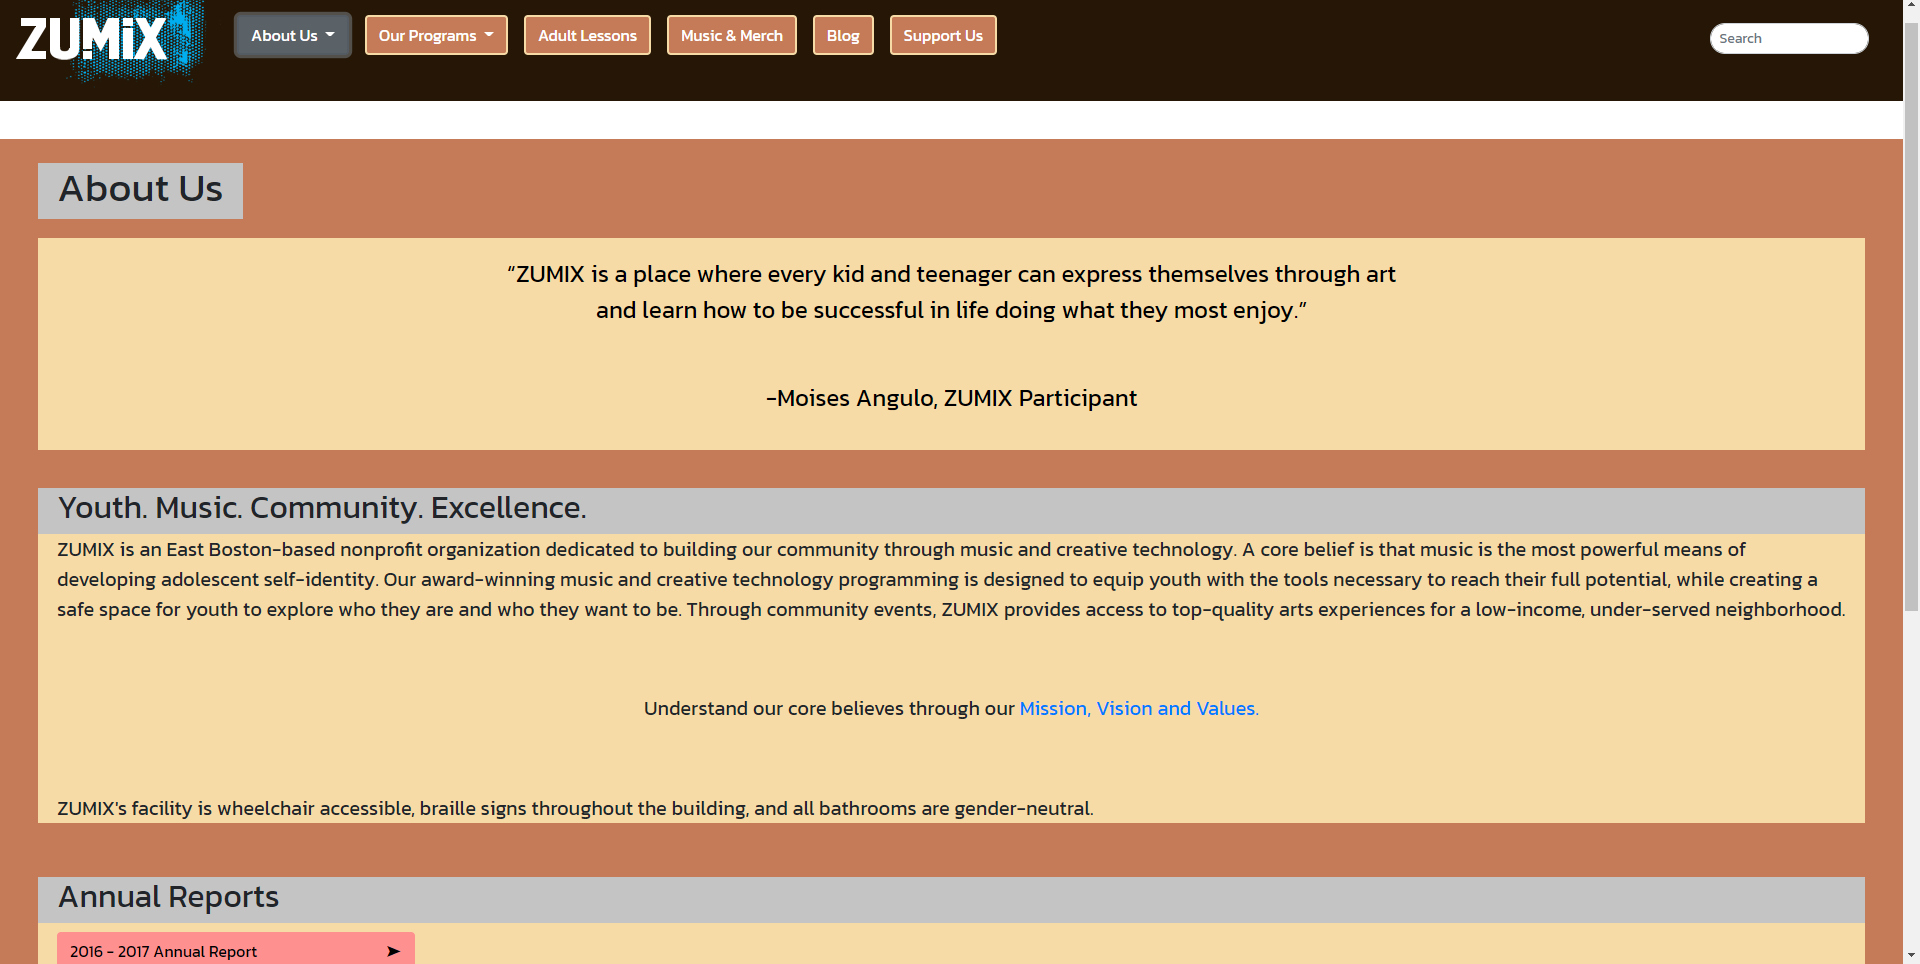 ZUMIX
About Us
Our Programs
Adult Lessons
Music & Merch
Blog
Support Us
Search
About Us
“ZUMIX is a place where every kid and teenager can express themselves through art
and learn how to be successful in life doing what they most enjoy.”
-Moises Angulo, ZUMIX Participant
Youth. Music. Community. Excellence.
ZUMIX is an East Boston-based nonprofit organization dedicated to building our community through music and creative technology. A core belief is that music is the most powerful means of
developing adolescent self-identity. Our award-winning music and creative technology programming is designed to equip youth with the tools necessary to reach their full potential, while creating a
safe space for youth to explore who they are and who they want to be. Through community events, ZUMIX provides access to top-quality arts experiences for a low-income, under-served neighborhood.
Understand our core believes through our Mission, Vision and Values.
ZUMIX's facility is wheelchair accessible, braille signs throughout the building, and all bathrooms are gender-neutral.
Annual Reports
2016 - 2017 Annual Report ➤